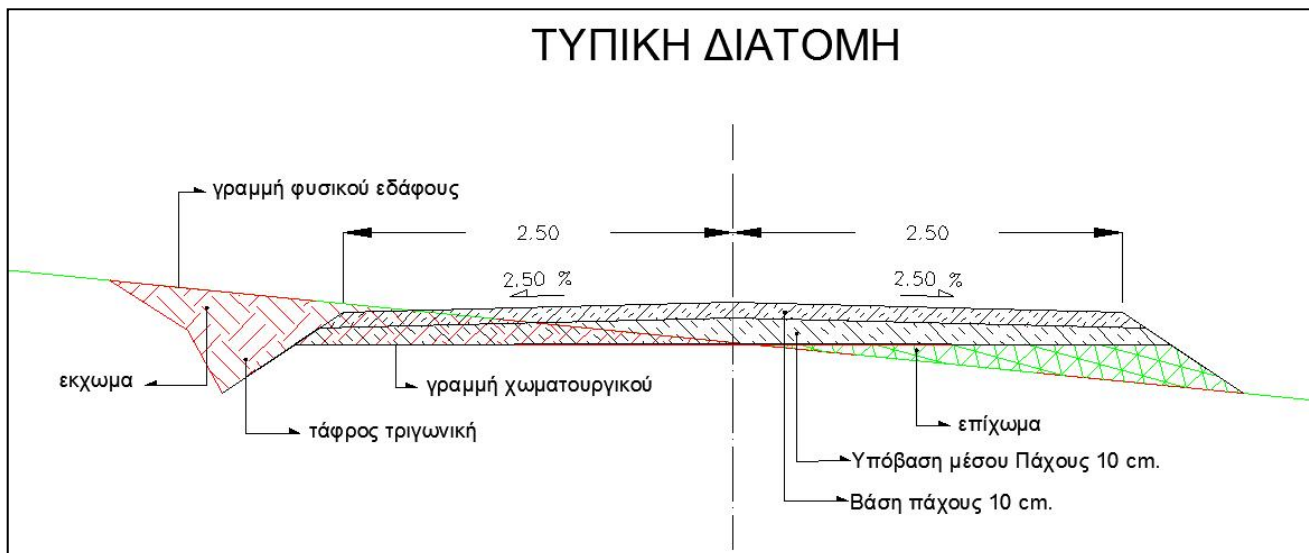 ΤΥΠΙΚΗ ΔΙΑΤΟΜΗ
γραμμή φυσικού εδάφους
2.50
2.50
2.50 %
2.50 %
εκχωμα
γραμμή χωματουργικού
τάφρος τριγωνική
επίχωμα
Υπόβαση μέσου Πάχους 10 cm.
Βάση πάχους 10 cm.